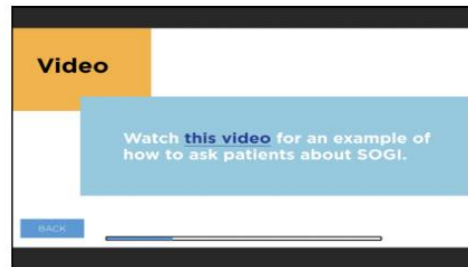 Video
Watch this video for an example of
how to ask patients about SOGI.
BACK